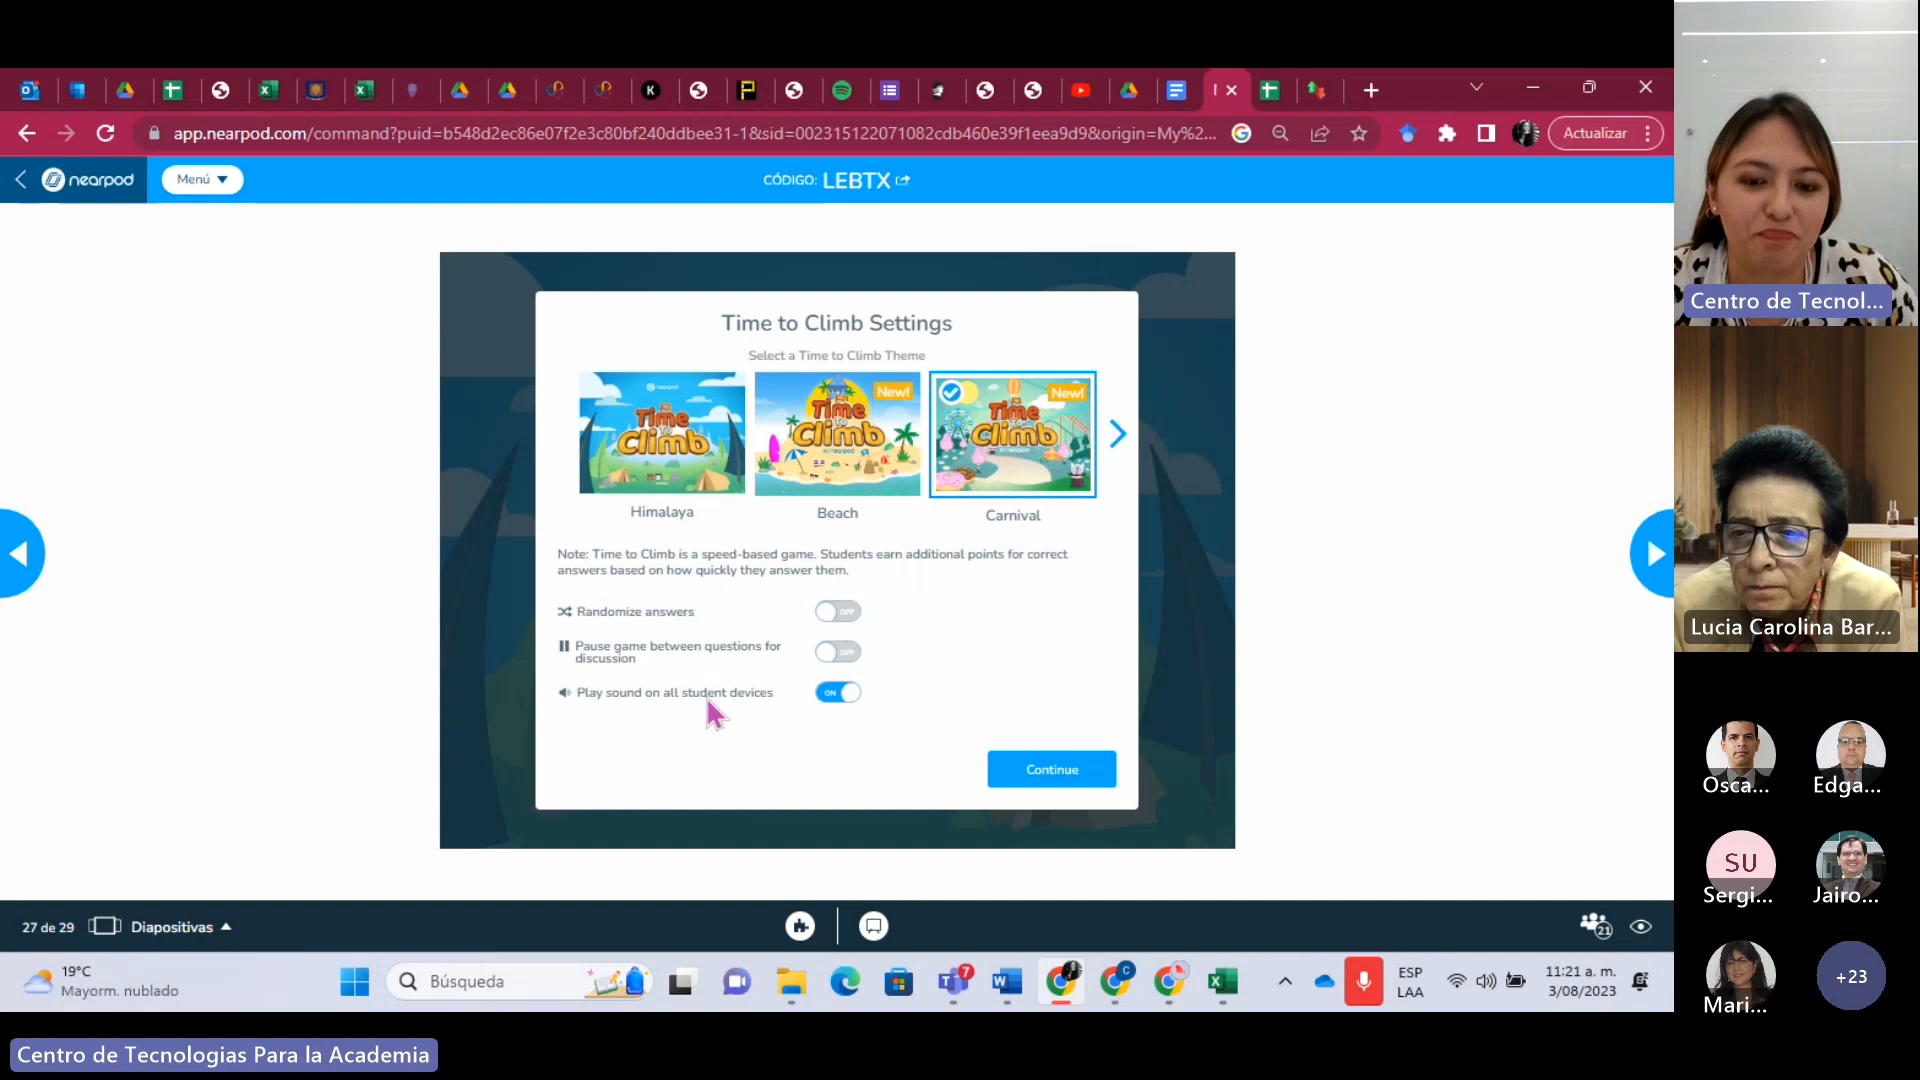 Actualizar
app.nearpod.com/command?puid=b548d2ec86e07f2e3c80bf240ddbee31-1&sid=002315122071082cdb460e39f1eea9d9&origin=My%2...
nearpod
Menú
CÓDIGO: LEBTX
Time to Climb Settings
Select a Time to Climb Theme
nearpod
Time to Climb
New!
Time to Climb
New!
Time to Climb
Himalaya
Beach
Carnival
Note: Time to Climb is a speed-based game. Students earn additional points for correct
answers based on how quickly they answer them.
Randomize answers
OFF
Pause game between questions for
discussion
OFF
Play sound on all student devices
ON
Continue
27 de 29
Diapositivas
21
19°C
Mayorm. nublado
Búsqueda
7
C
ESP
LAA
11:21 a. m.
3/08/2023
Centro de Tecnologias Para la Academia
Centro de Tecnol...
Lucia Carolina Bar...
Osca...
Edga...
SU
Sergi...
Jairo...
Mari...
+23